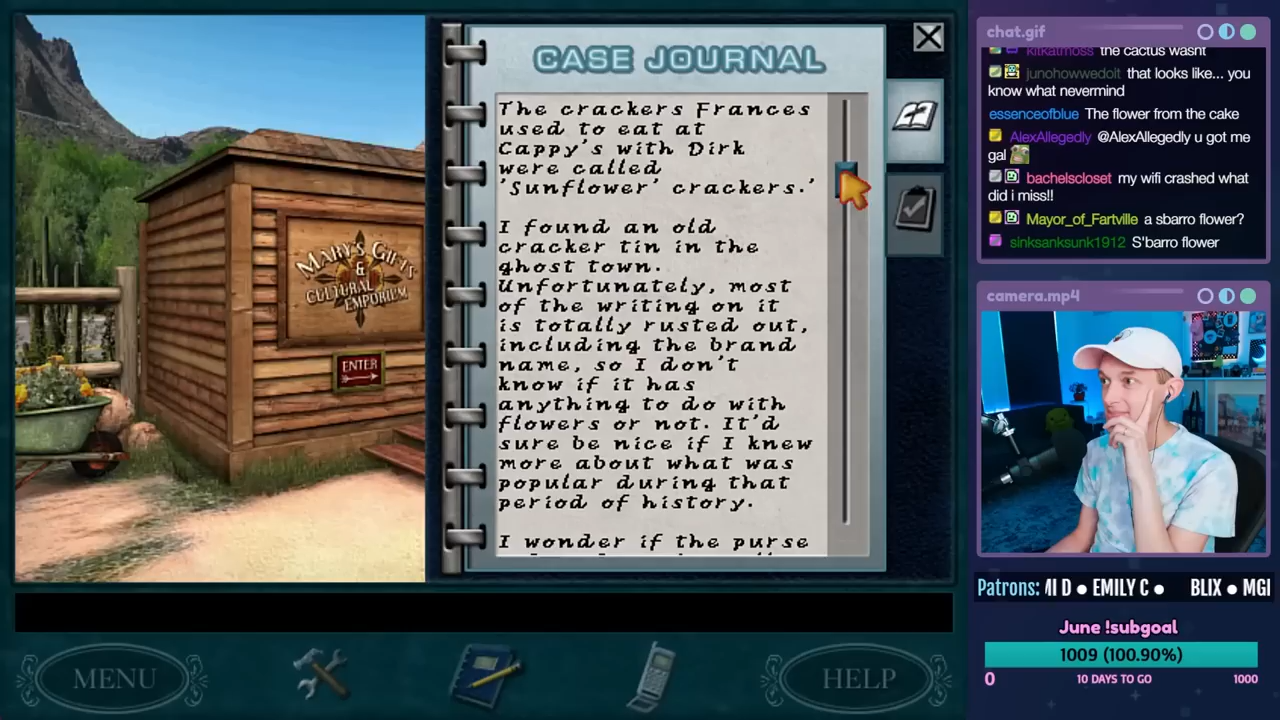 CASE JOURNAL
The crackers Frances
used to eat at
Cappy's with Dirk
were called
'Sunflower' crackers.'
I found an old
cracker tin in the
ghost town.
Unfortunately, most
of the writing on it
is totally rusted out,
including the brand
name, so I don't
know if it has
anything to do with
flowers or not. It'd
sure be nice if I knew
more about what was
popular during that
period of history.
I wonder if the purse
MARY'S GIFTS
&
CULTURAL
EMPORIUM
ENTER
MENU
HELP
chat.gif
kitkatmoss the cactus wasnt
junohowwedoit that looks like... you
know what nevermind
essenceofblue The flower from the cake
AlexAllegedly @AlexAllegedly u got me
gal
bachelscloset my wifi crashed what
did i miss!!
Mayor_of_Fartville a sbarro flower?
sinksanksunk1912 S'barro flower
camera.mp4
Patrons: MI D ● EMILY C ● BLIX ● MGI
June !subgoal
1009 (100.90%)
0 10 DAYS TO GO 1000